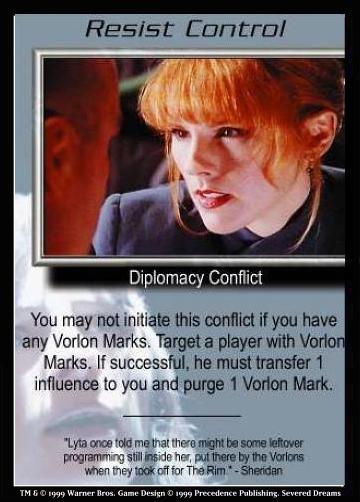 Resist Control
Diplomacy Conflict
You may not initiate this conflict if you have
any Vorlon Marks. Target a player with Vorlon
Marks. If successful, he must transfer 1
influence to you and purge 1 Vorlon Mark.
"Lyta once told me that there might be some leftover
programming still inside her, put there by the Vorlons
when they took off for The Rim." - Sheridan
TM & © 1999 Warner Bros. Game Design © 1999 Precedence Publishing. Severed Dreams